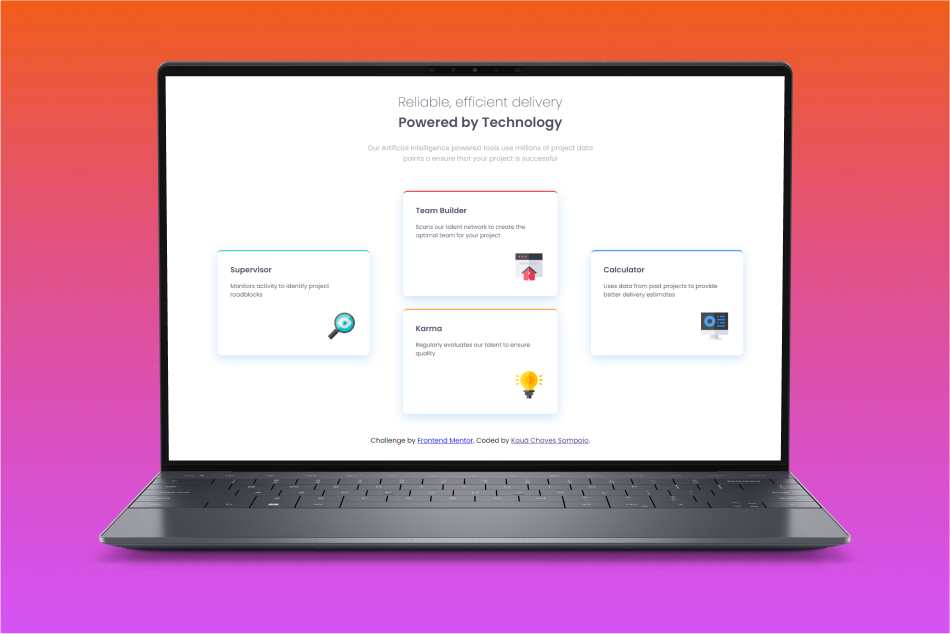 Reliable, efficient delivery
Powered by Technology
Our Artificial Intelligence powered tools use millions of project data
points o ensure that your project is successful
Team Builder
Scans our talent network to create the
optimal team for your project
Supervisor
Monitors activity to identify project
roadblocks
Calculator
Uses data from past projects to provide
better delivery estimates
Karma
Regularly evaluates our talent to ensure
quality
Challenge by Frontend Mentor. Coded by Kauã Chaves Sampaio.